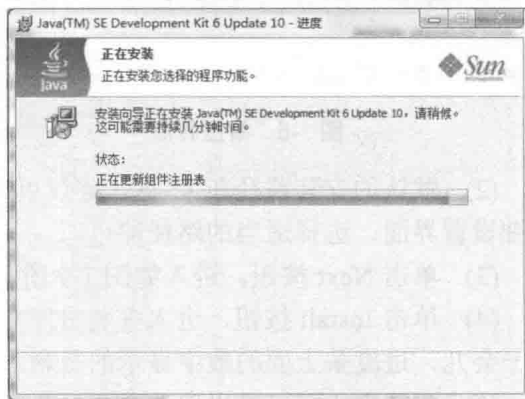 Java(TM) SE Development Kit 6 Update 10 - 进度
正在安装
正在安装您选择的程序功能。
Java
Sun
安装向导正在安装 Java(TM) SE Development Kit 6 Update 10，请稍候。
这可能需要持续几分钟时间。
状态：
正在更新组件注册表